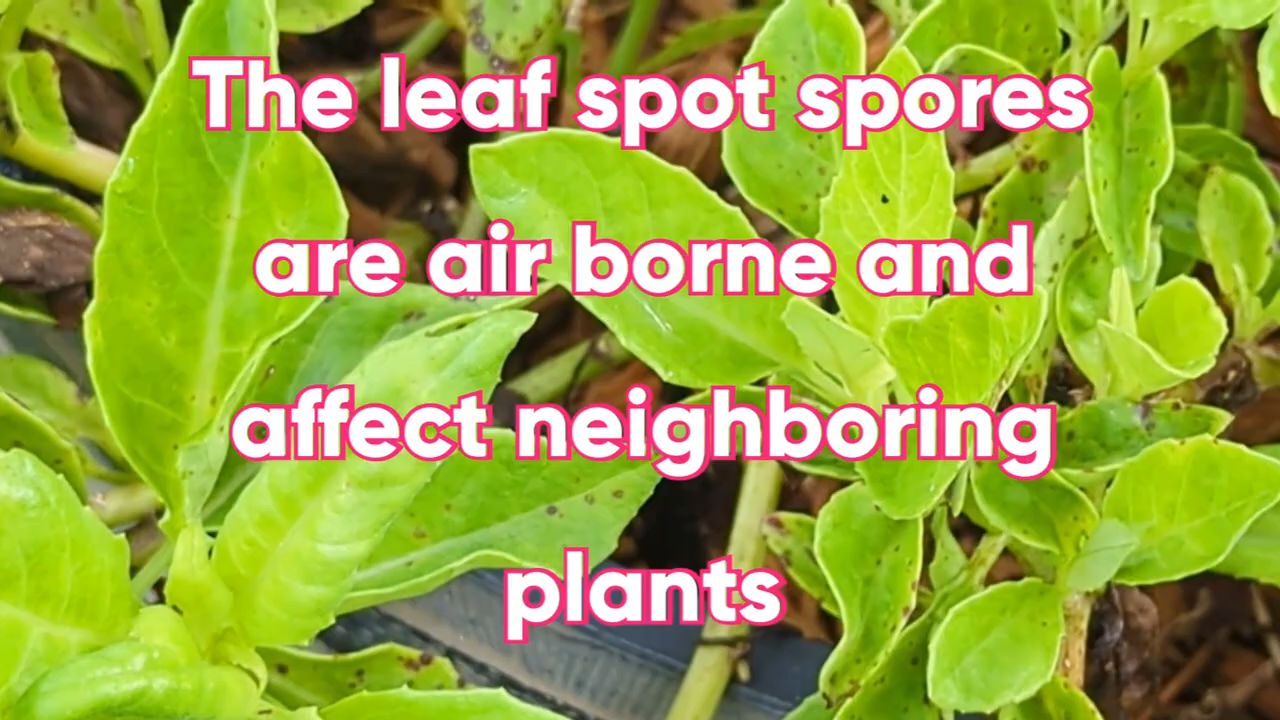 The leaf spot spores
are air borne and
affect neighboring
plants